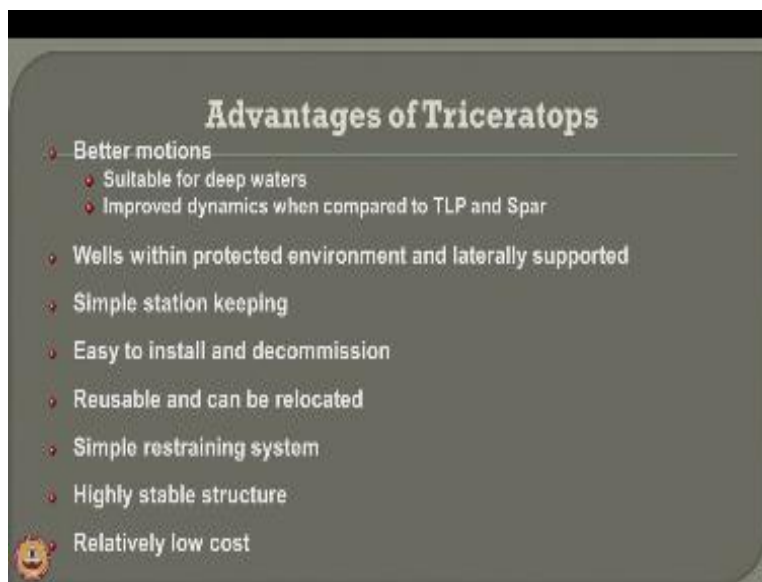 Advantages of Triceratops
Better motions
Suitable for deep waters
Improved dynamics when compared to TLP and Spar
Wells within protected environment and laterally supported
Simple station keeping
Easy to install and decommission
Reusable and can be relocated
Simple restraining system
Highly stable structure
Relatively low cost